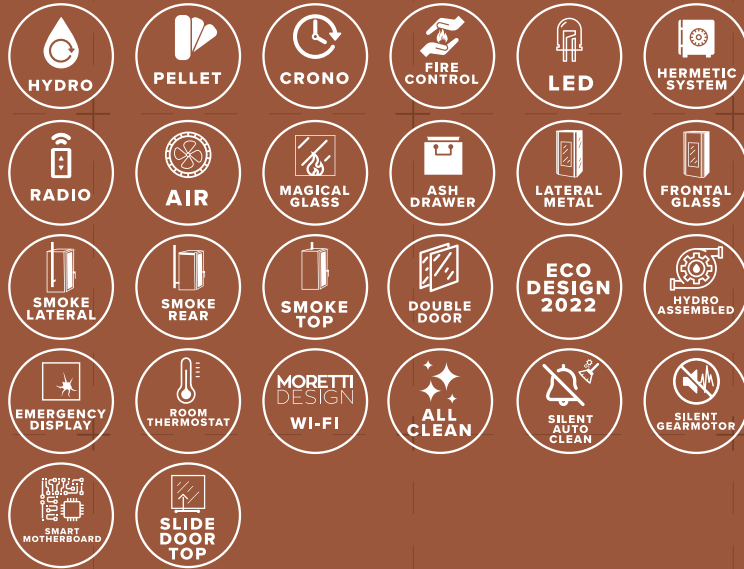 HYDRO
PELLET
CRONO
FIRE
CONTROL
LED
HERMETIC
SYSTEM
RADIO
AIR
MAGICAL
GLASS
ASH
DRAWER
LATERAL
METAL
FRONTAL
GLASS
SMOKE
LATERAL
SMOKE
REAR
SMOKE
TOP
DOUBLE
DOOR
ECO
DESIGN
2022
HYDRO
ASSEMBLED
EMERGENCY
DISPLAY
ROOM
THERMOSTAT
MORETTI
DESIGN
WI-FI
ALL
CLEAN
SILENT
AUTO
CLEAN
SILENT
GEARMOTOR
SMART
MOTHERBOARD
SLIDE
DOOR
TOP